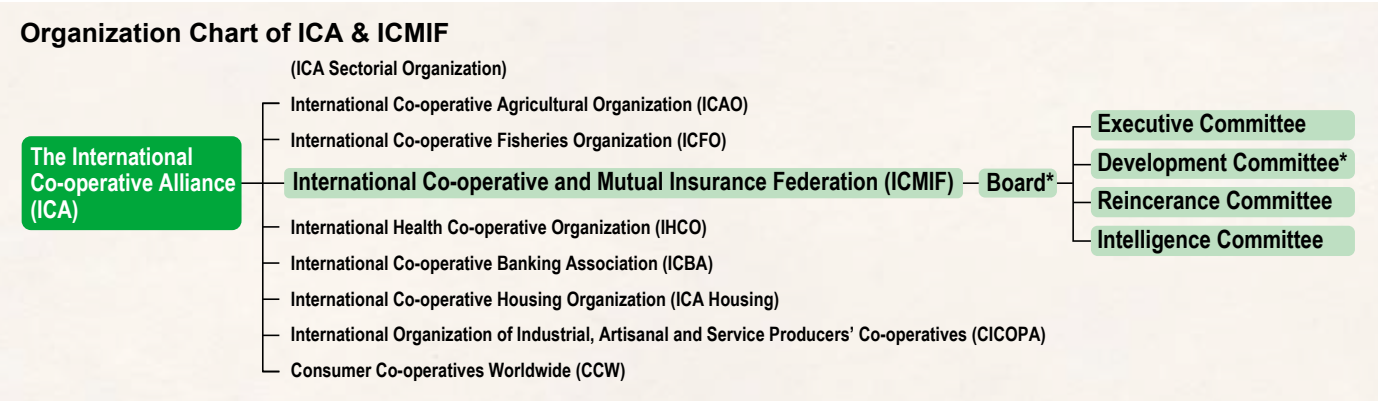 Organization Chart of ICA & ICMIF
(ICA Sectorial Organization)
International Co-operative Agricultural Organization (ICAO)
International Co-operative Fisheries Organization (ICFO)
The International
Co-operative Alliance
(ICA)
International Co-operative and Mutual Insurance Federation (ICMIF)
Board*
Executive Committee
Development Committee*
Reincerance Committee
Intelligence Committee
International Health Co-operative Organization (IHCO)
International Co-operative Banking Association (ICBA)
International Co-operative Housing Organization (ICA Housing)
International Organization of Industrial, Artisanal and Service Producers’ Co-operatives (CICOPA)
Consumer Co-operatives Worldwide (CCW)